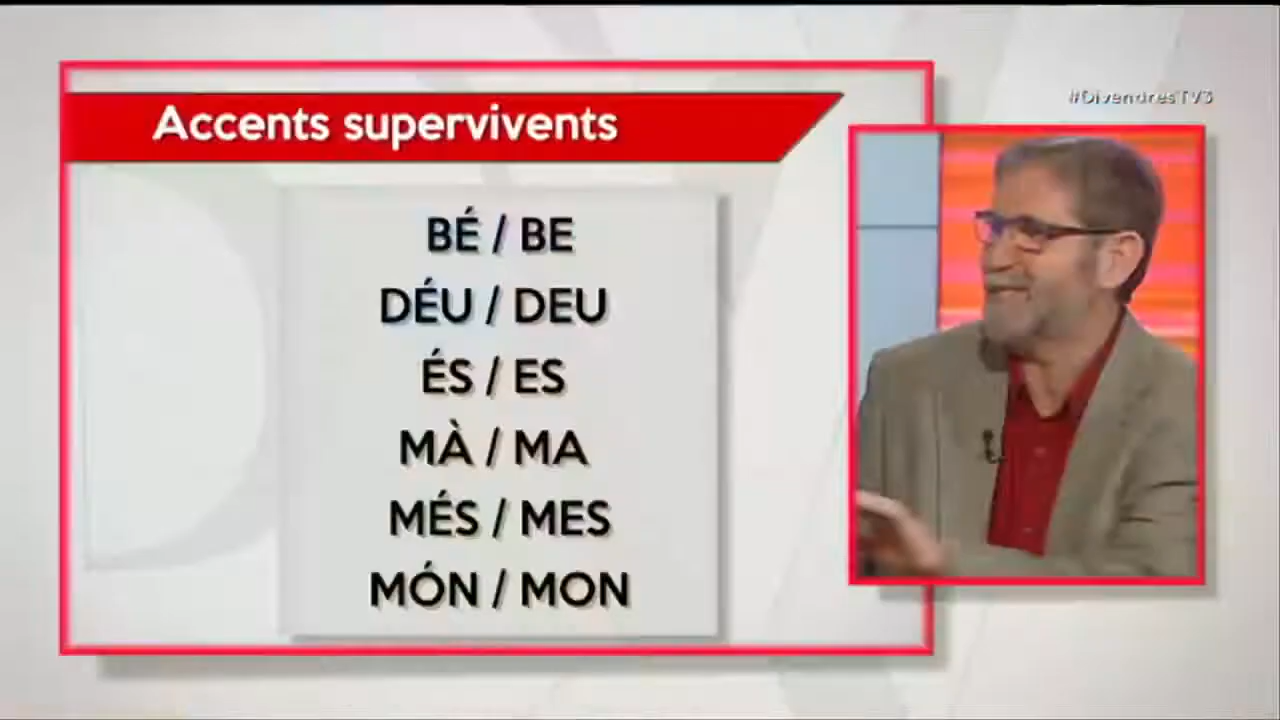 Accents supervivents
#DivendresTV3
BÉ / BE
DÉU / DEU
ÉS / ES
MÀ / MA
MÉS / MES
MÓN / MON